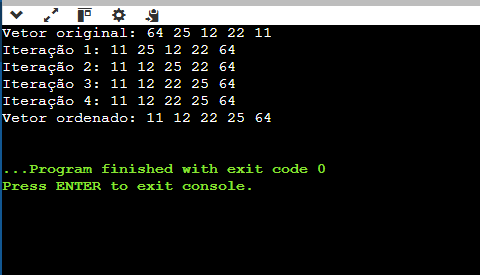 Vetor original: 64 25 12 22 11
Iteração 1: 11 25 12 22 64
Iteração 2: 11 12 25 22 64
Iteração 3: 11 12 22 25 64
Iteração 4: 11 12 22 25 64
Vetor ordenado: 11 12 22 25 64
...Program finished with exit code 0
Press ENTER to exit console.